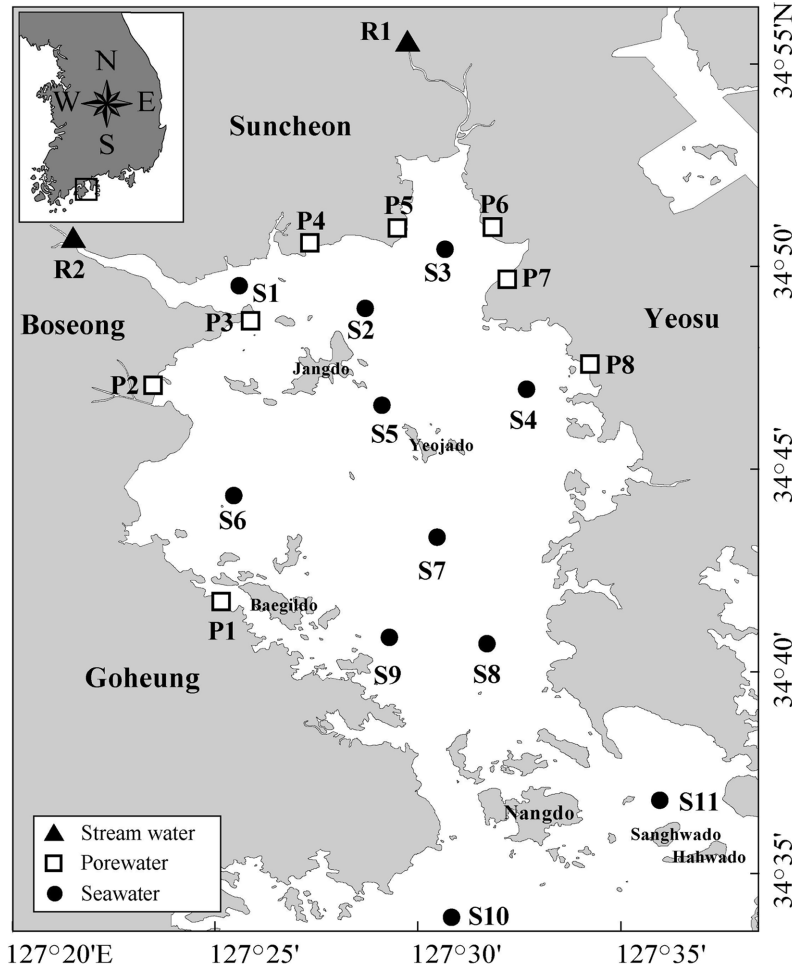 N
W E
S
R1
Suncheon
P4
P5
P6
R2
S3
P7
S1
Boseong
P3
S2
Yeosu
Jangdo
P2
P8
S5
S4
Yeojado
S6
S7
Baegildo
P1
Goheung
S9
S8
Nangdo
S11
Sanghwado
Hahwado
Stream water
Porewater
Seawater
S10
34°55'N
34°50'
34°45'
34°40'
34°35'
127°20'E 127°25' 127°30' 127°35'